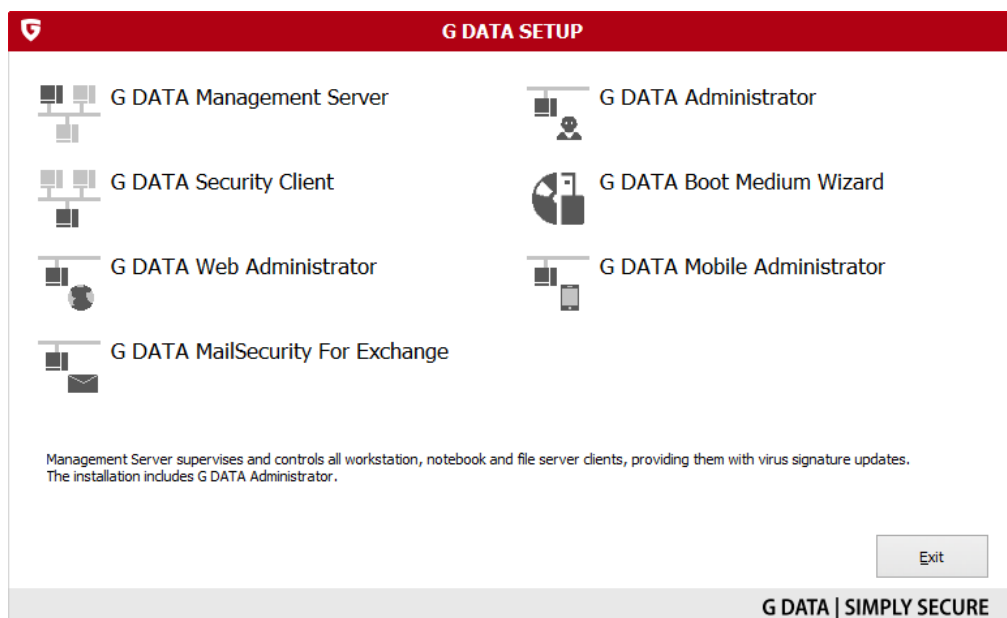 G DATA SETUP
G DATA Management Server
G DATA Administrator
G DATA Security Client
G DATA Boot Medium Wizard
G DATA Web Administrator
G DATA Mobile Administrator
G DATA MailSecurity For Exchange
Management Server supervises and controls all workstation, notebook and file server clients, providing them with virus signature updates.
The installation includes G DATA Administrator.
Exit
G DATA | SIMPLY SECURE